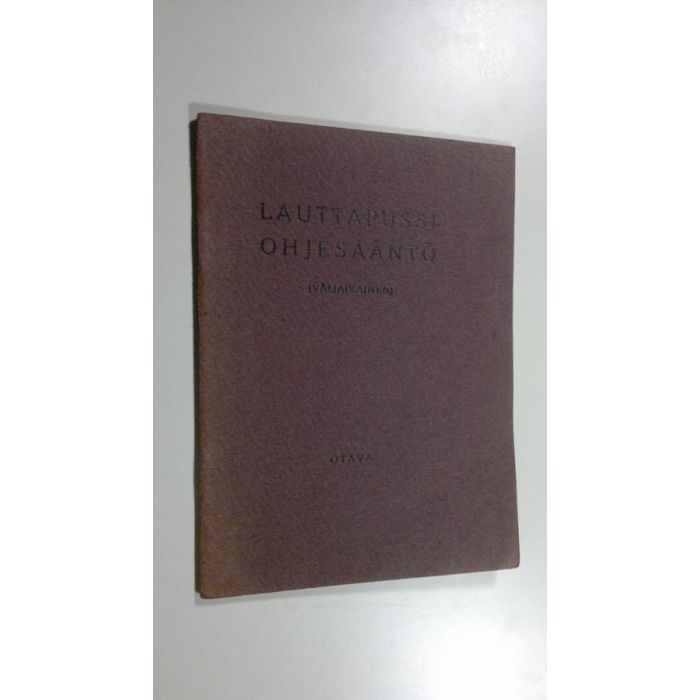 LAUTTAPUSSI-
OHJESÄÄNTÖ
(VÄLIAIKAINEN)
OTAVA